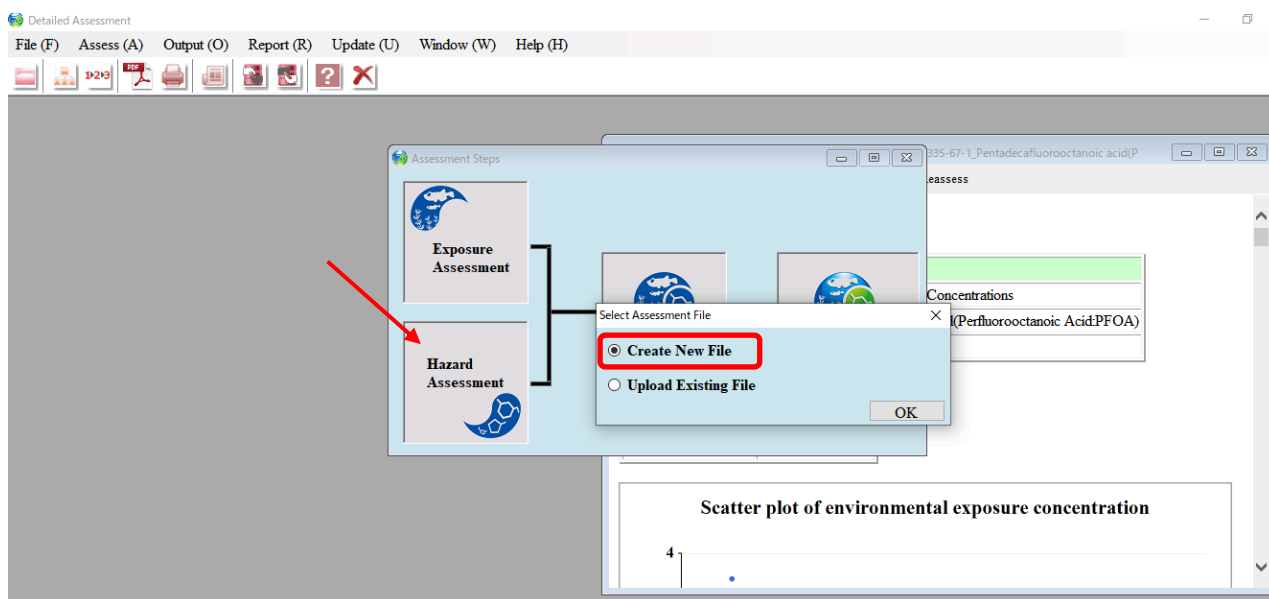 Detailed Assessment
File (F) Assess (A) Output (O) Report (R) Update (U) Window (W) Help (H)
1 2 3
PDF
?
Assessment Steps
335-67-1_Pentadecafluorooctanoic acid(P
eassess
Exposure
Assessment
Hazard
Assessment
Concentrations
(Perfluorooctanoic Acid:PFOA)
Select Assessment File
Create New File
Upload Existing File
OK
Scatter plot of environmental exposure concentration
4